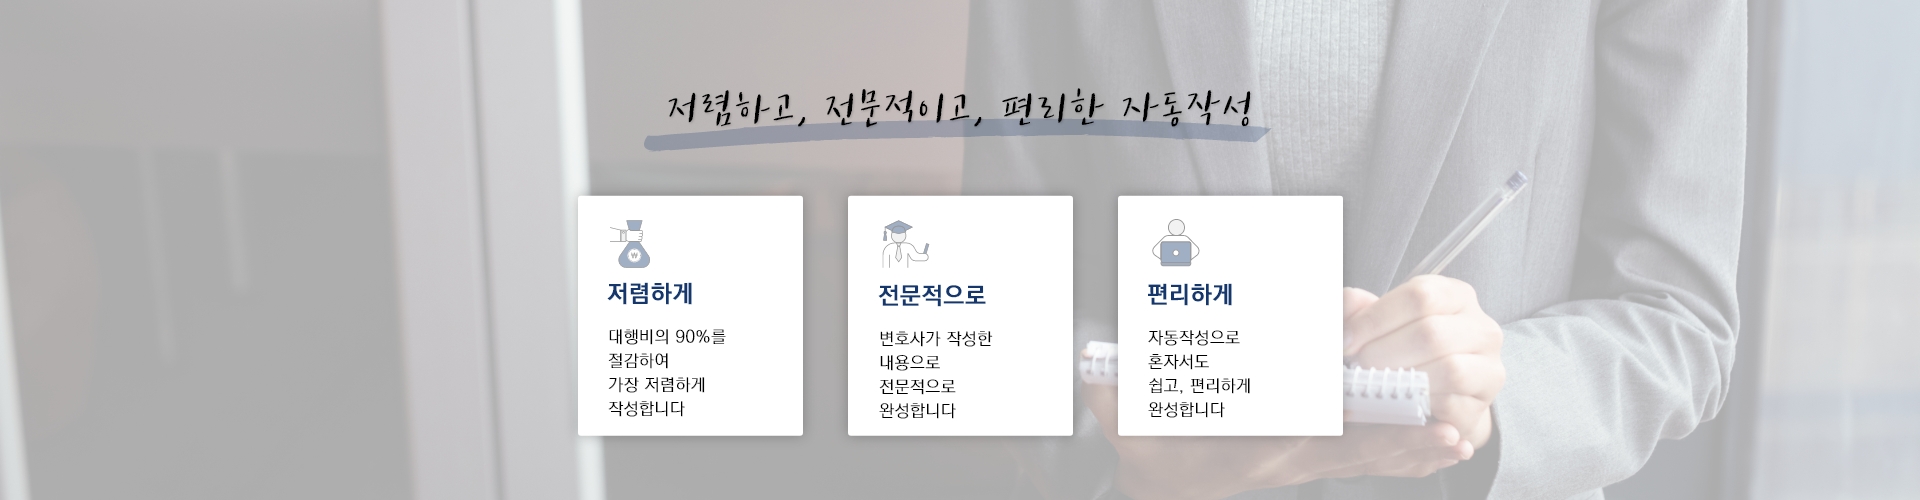 저렴하고, 전문적이고, 편리한 자동작성
₩
저렴하게
대행비의 90%를
절감하여
가장 저렴하게
작성합니다
전문적으로
변호사가 작성한
내용으로
전문적으로
완성합니다
편리하게
자동작성으로
혼자서도
쉽고, 편리하게
완성합니다